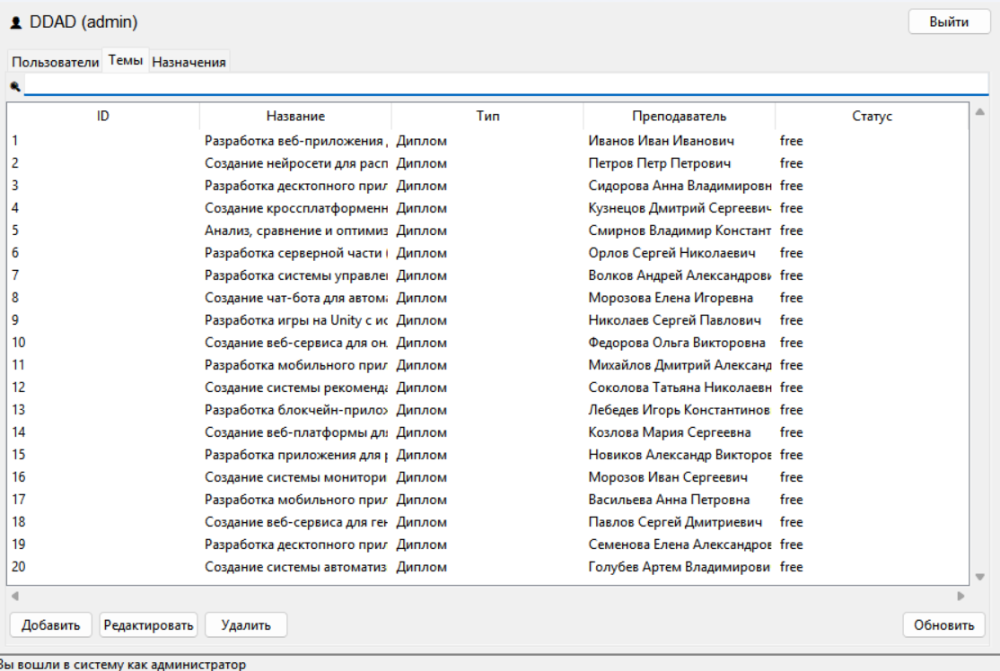 DDAD (admin) Выйти
Пользователи Темы Назначения
ID Название Тип Преподаватель Статус
1 Разработка веб-приложения Диплом Иванов Иван Иванович free
2 Создание нейросети для расп Диплом Петров Петр Петрович free
3 Разработка десктопного прил Диплом Сидорова Анна Владимировн free
4 Создание кроссплатформенн Диплом Кузнецов Дмитрий Сергеевич free
5 Анализ, сравнение и оптимиз Диплом Смирнов Владимир Констант free
6 Разработка серверной части Диплом Орлов Сергей Николаевич free
7 Разработка системы управле Диплом Волков Андрей Александрови free
8 Создание чат-бота для автом Диплом Морозова Елена Игоревна free
9 Разработка игры на Unity с ис Диплом Николаев Сергей Павлович free
10 Создание веб-сервиса для он Диплом Федорова Ольга Викторовна free
11 Разработка мобильного прил Диплом Михайлов Дмитрий Александ free
12 Создание системы рекоменда Диплом Соколова Татьяна Николаевн free
13 Разработка блокчейн-прилож Диплом Лебедев Игорь Константинов free
14 Создание веб-платформы для Диплом Козлова Мария Сергеевна free
15 Разработка приложения для Диплом Новиков Александр Викторов free
16 Создание системы монитори Диплом Морозов Иван Сергеевич free
17 Разработка мобильного прил Диплом Васильева Анна Петровна free
18 Создание веб-сервиса для ген Диплом Павлов Сергей Дмитриевич free
19 Разработка десктопного прил Диплом Семенова Елена Александров free
20 Создание системы автоматиз Диплом Голубев Артем Владимирови free
Добавить Редактировать Удалить Обновить
Вы вошли в систему как администратор